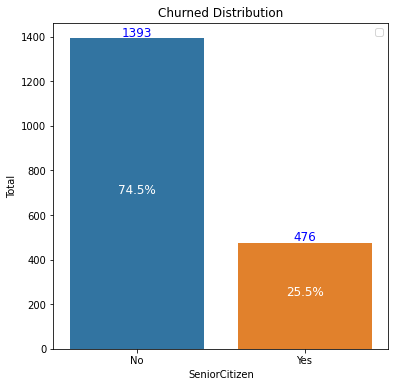 Churned Distribution
1393
1400
1200
1000
800
74.5%
600
476
400
25.5%
200
0
Total
No
Yes
SeniorCitizen